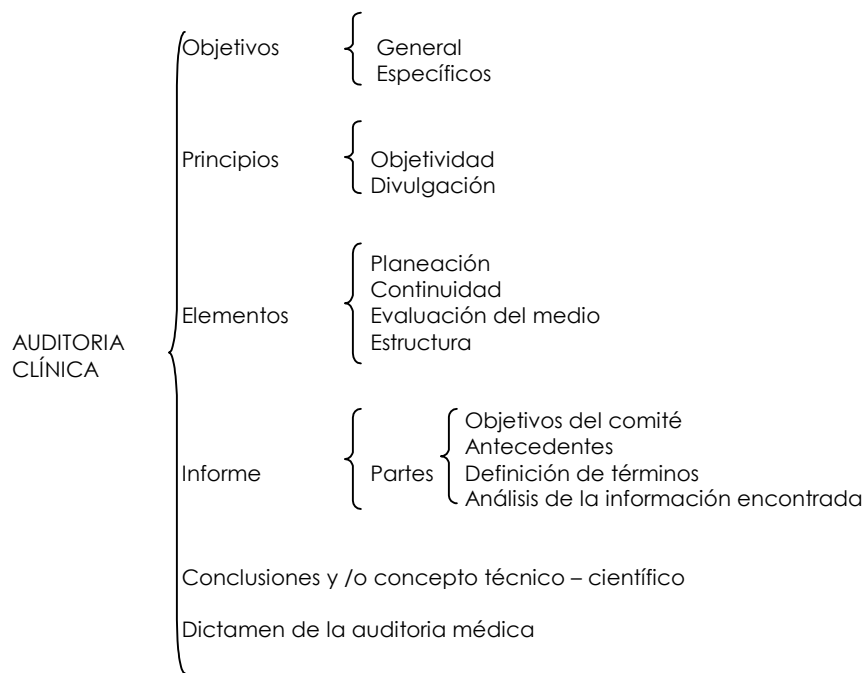 AUDITORIA
CLÍNICA
Objetivos
General
Específicos
Principios
Objetividad
Divulgación
Elementos
Planeación
Continuidad
Evaluación del medio
Estructura
Informe
Partes
Objetivos del comité
Antecedentes
Definición de términos
Análisis de la información encontrada
Conclusiones y /o concepto técnico – científico
Dictamen de la auditoria médica